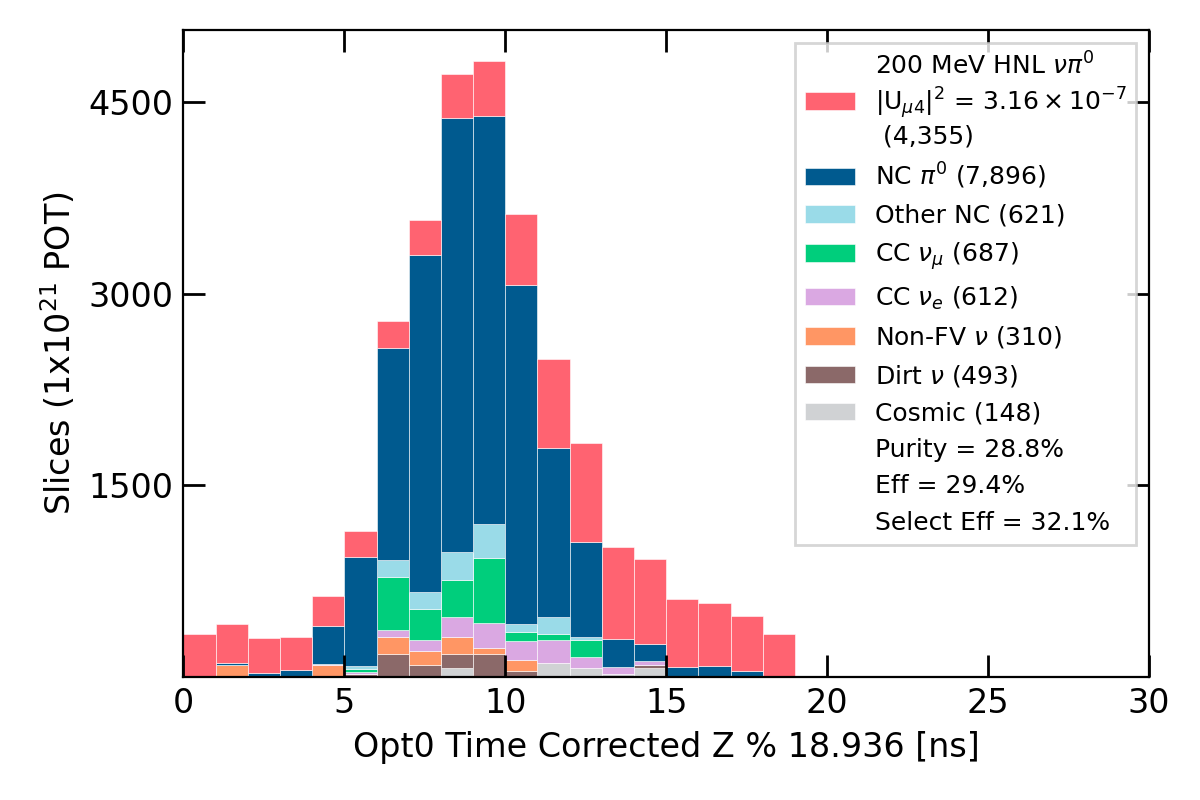 4500
3000
1500
0 5 10 15 20 25 30
Slices (1x10²¹ POT)
Opt0 Time Corrected Z % 18.936 [ns]
200 MeV HNL νπ⁰
|U_μ4|² = 3.16 × 10⁻⁷
(4,355)
NC π⁰ (7,896)
Other NC (621)
CC ν_μ (687)
CC ν_e (612)
Non-FV ν (310)
Dirt ν (493)
Cosmic (148)
Purity = 28.8%
Eff = 29.4%
Select Eff = 32.1%